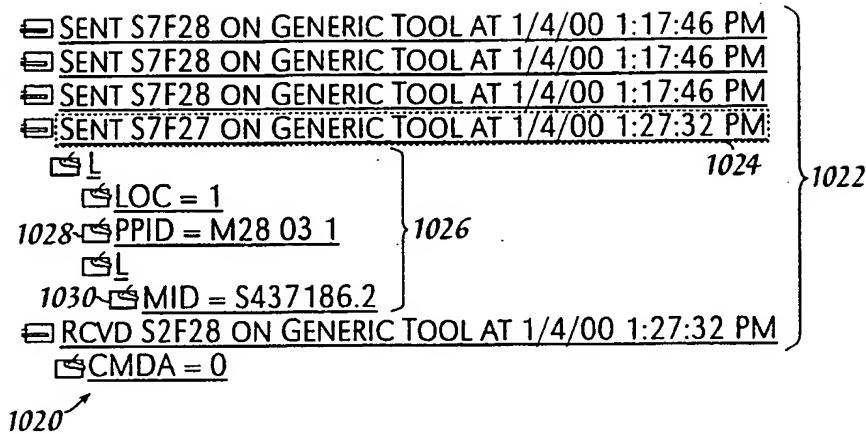 SENT S7F28 ON GENERIC TOOL AT 1/4/00 1:17:46 PM
SENT S7F28 ON GENERIC TOOL AT 1/4/00 1:17:46 PM
SENT S7F28 ON GENERIC TOOL AT 1/4/00 1:17:46 PM
SENT S7F27 ON GENERIC TOOL AT 1/4/00 1:27:32 PM
L 1024 1022
LOC = 1
1028 PPID = M28 03 1 1026
L
1030 MID = S437186.2
RCVD S2F28 ON GENERIC TOOL AT 1/4/00 1:27:32 PM
CMDA = 0
1020